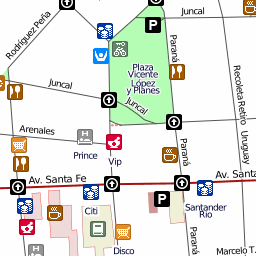 Juncal
Rodríguez Peña
Paraná
Plaza
Vicente
López
y Planes
Juncal
Juncal
Recoleta
Retiro
Arenales
Prince
Vip
Paraná
Uruguay
Av. Santa Fe
Av. Santa
Citi
Santander
Río
Disco
Paraná
Marcelo T.